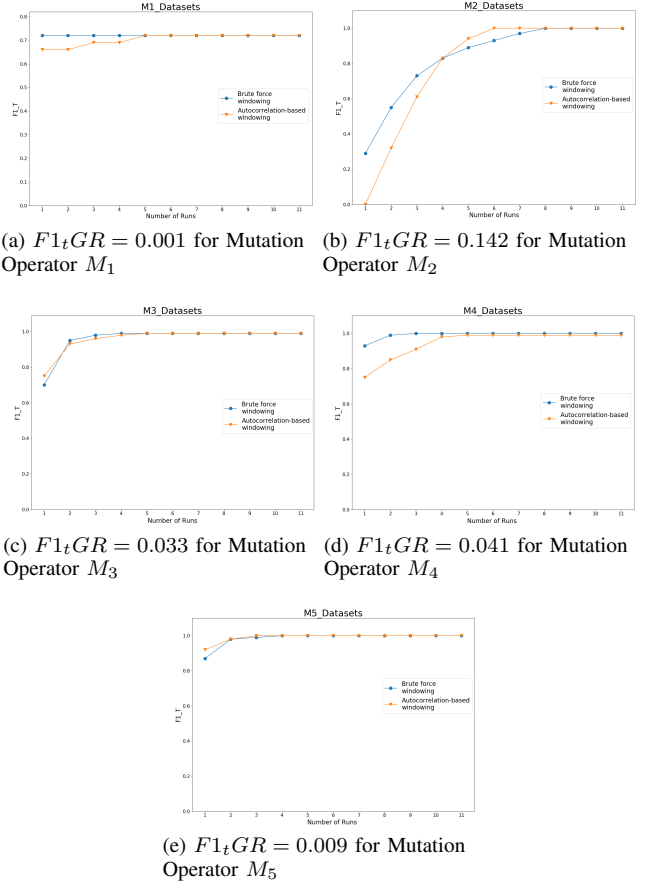 M1_Datasets
0.8
0.7
0.6
0.5
0.4
0.3
0.2
0.1
0.0
F1_T
Brute force
windowing
Autocorrelation-based
windowing
1 2 3 4 5 6 7 8 9 10 11
Number of Runs
(a) F1ₜGR = 0.001 for Mutation
Operator M₁
M2_Datasets
1.0
0.8
0.6
0.4
0.2
0.0
F1_T
Brute force
windowing
Autocorrelation-based
windowing
1 2 3 4 5 6 7 8 9 10 11
Number of Runs
(b) F1ₜGR = 0.142 for Mutation
Operator M₂
M3_Datasets
1.0
0.8
0.6
0.4
0.2
0.0
F1_T
Brute force
windowing
Autocorrelation-based
windowing
1 2 3 4 5 6 7 8 9 10 11
Number of Runs
(c) F1ₜGR = 0.033 for Mutation
Operator M₃
M4_Datasets
1.0
0.8
0.6
0.4
0.2
0.0
F1_T
Brute force
windowing
Autocorrelation-based
windowing
1 2 3 4 5 6 7 8 9 10 11
Number of Runs
(d) F1ₜGR = 0.041 for Mutation
Operator M₄
M5_Datasets
1.0
0.8
0.6
0.4
0.2
0.0
F1_T
Brute force
windowing
Autocorrelation-based
windowing
1 2 3 4 5 6 7 8 9 10 11
Number of Runs
(e) F1ₜGR = 0.009 for Mutation
Operator M₅